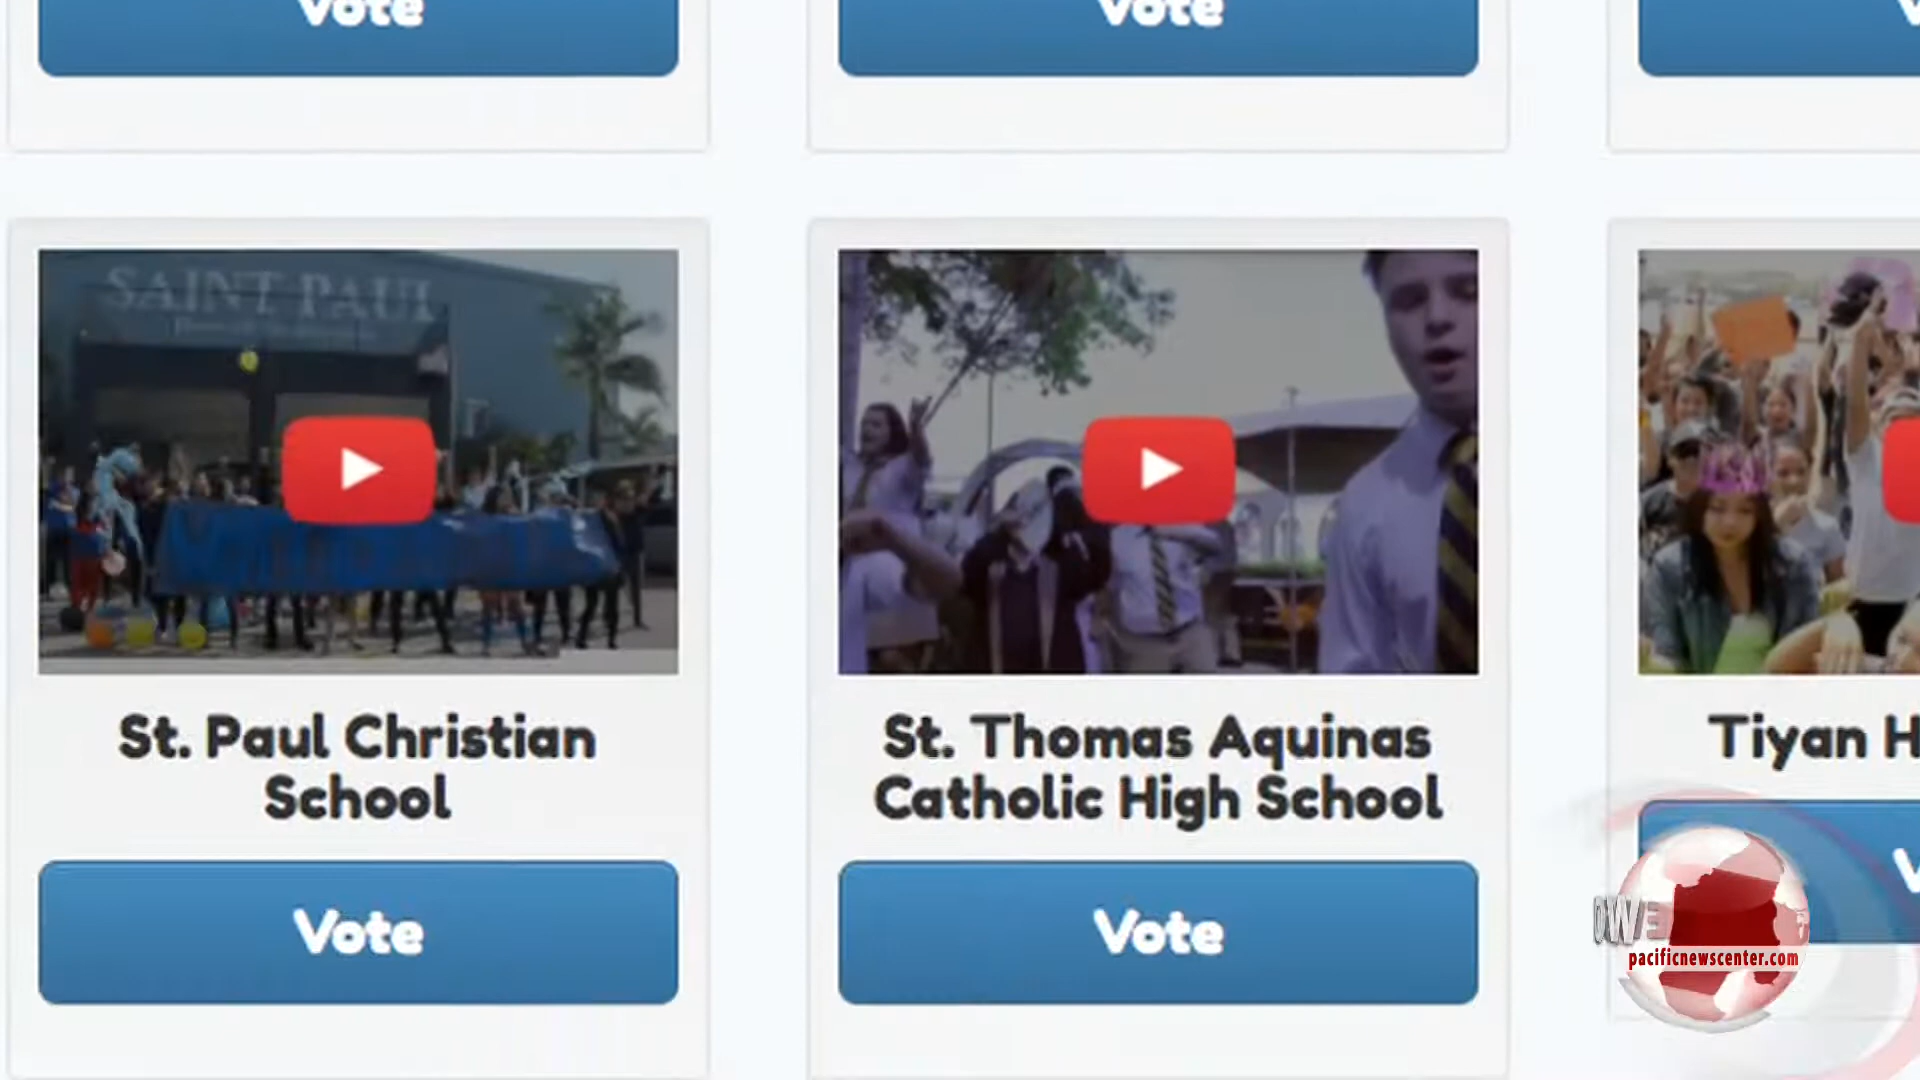 Vote
Vote
SAINT PAUL
St. Paul Christian
School
St. Thomas Aquinas
Catholic High School
Tiyan H
Vote
Vote
pacificnewscenter.com